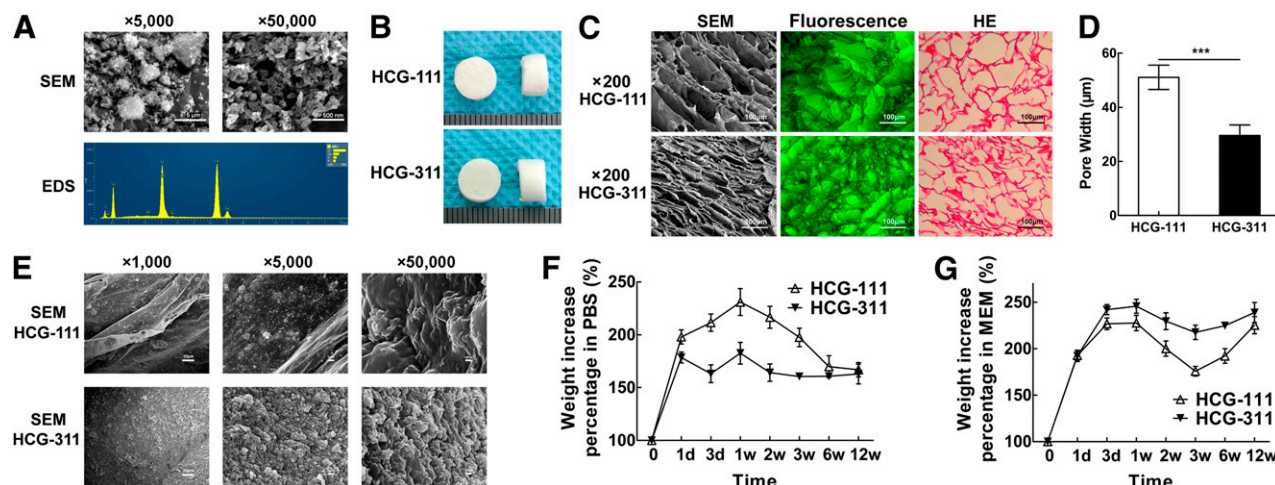 A
×5,000
×50,000
SEM
5 μm
500 nm
EDS
B
HCG-111
HCG-311
C
SEM
Fluorescence
HE
×200
HCG-111
100μm
100μm
100μm
×200
HCG-311
100μm
100μm
100μm
D
***
Pore Width (μm)
60
40
20
0
HCG-111
HCG-311
E
×1,000
×5,000
×50,000
SEM
HCG-111
SEM
HCG-311
F
Weight increase
percentage in PBS (%)
250
200
150
100
HCG-111
HCG-311
0 1d 3d 1w 2w 3w 6w 12w
Time
G
Weight increase
percentage in MEM (%)
250
200
150
100
HCG-111
HCG-311
0 1d 3d 1w 2w 3w 6w 12w
Time